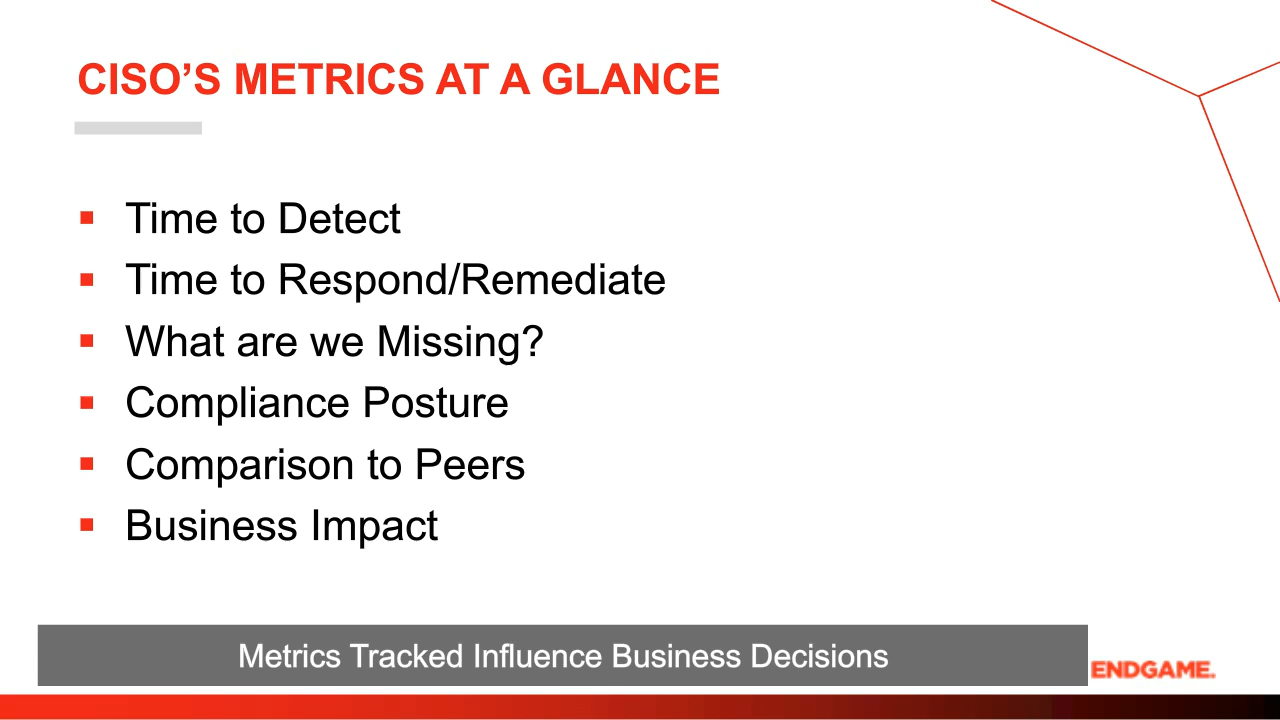 CISO’S METRICS AT A GLANCE
Time to Detect
Time to Respond/Remediate
What are we Missing?
Compliance Posture
Comparison to Peers
Business Impact
Metrics Tracked Influence Business Decisions
ENDGAME.